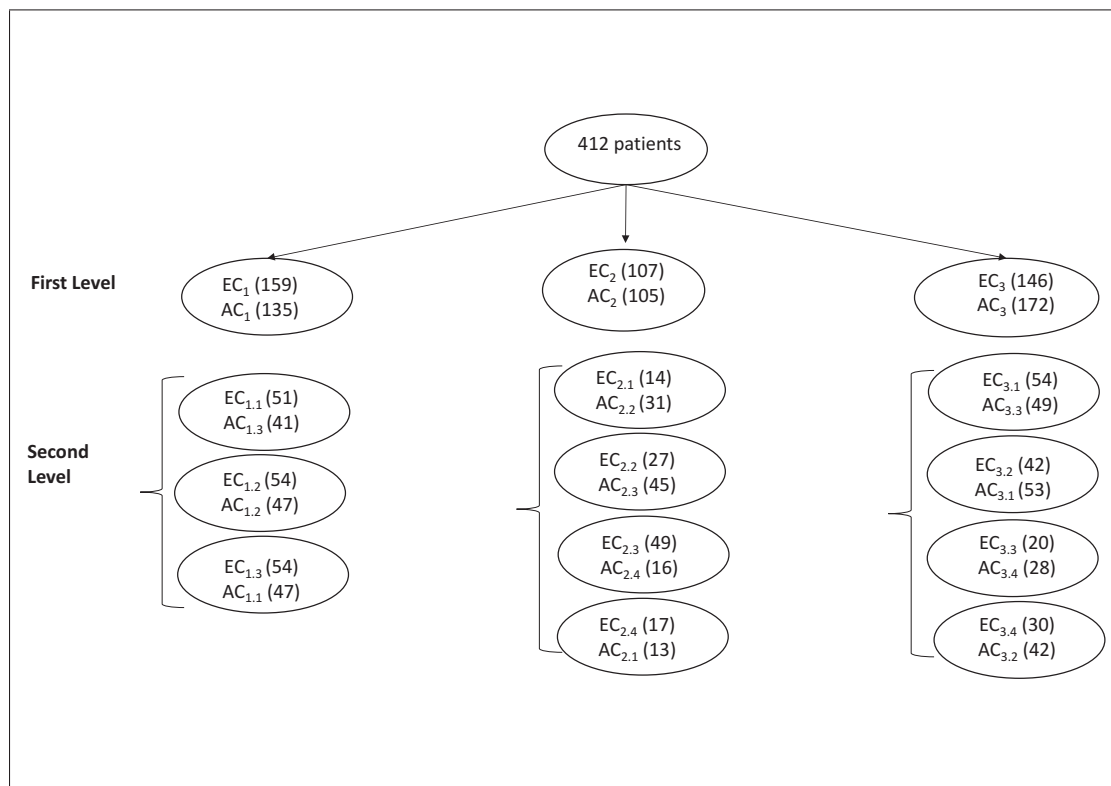 412 patients
First Level
EC₁ (159)
AC₁ (135)
EC₂ (107)
AC₂ (105)
EC₃ (146)
AC₃ (172)
Second
Level
EC₁.₁ (51)
AC₁.₃ (41)
EC₁.₂ (54)
AC₁.₂ (47)
EC₁.₃ (54)
AC₁.₁ (47)
EC₂.₁ (14)
AC₂.₂ (31)
EC₂.₂ (27)
AC₂.₃ (45)
EC₂.₃ (49)
AC₂.₄ (16)
EC₂.₄ (17)
AC₂.₁ (13)
EC₃.₁ (54)
AC₃.₃ (49)
EC₃.₂ (42)
AC₃.₁ (53)
EC₃.₃ (20)
AC₃.₄ (28)
EC₃.₄ (30)
AC₃.₂ (42)